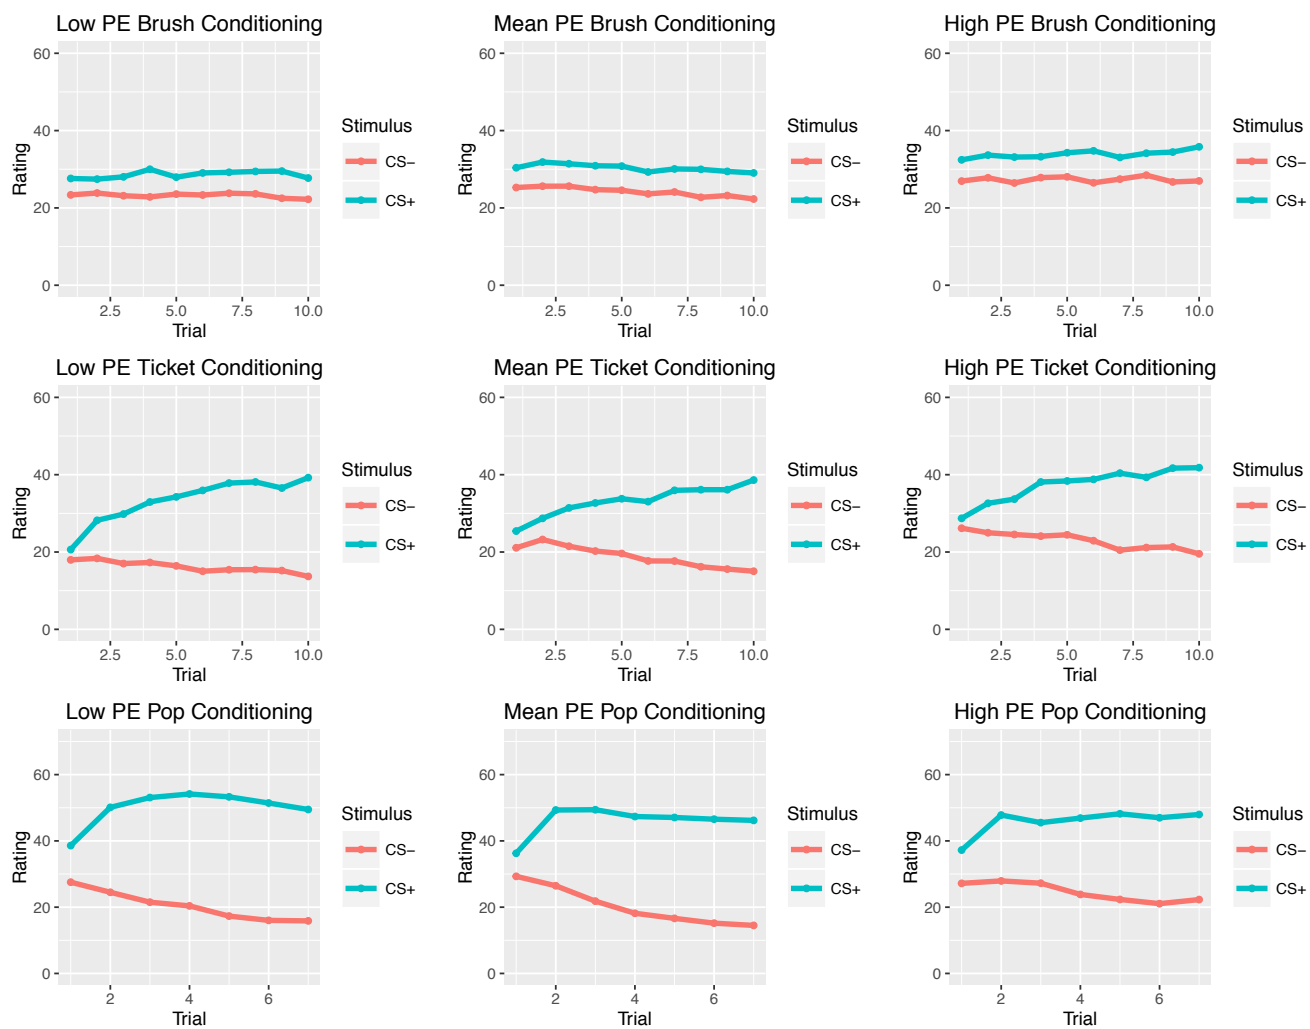 Low PE Brush Conditioning
60
40
20
0
Rating
2.5 5.0 7.5 10.0
Trial
Stimulus
CS−
CS+
Mean PE Brush Conditioning
60
40
20
0
Rating
2.5 5.0 7.5 10.0
Trial
Stimulus
CS−
CS+
High PE Brush Conditioning
60
40
20
0
Rating
2.5 5.0 7.5 10.0
Trial
Stimulus
CS−
CS+
Low PE Ticket Conditioning
60
40
20
0
Rating
2.5 5.0 7.5 10.0
Trial
Stimulus
CS−
CS+
Mean PE Ticket Conditioning
60
40
20
0
Rating
2.5 5.0 7.5 10.0
Trial
Stimulus
CS−
CS+
High PE Ticket Conditioning
60
40
20
0
Rating
2.5 5.0 7.5 10.0
Trial
Stimulus
CS−
CS+
Low PE Pop Conditioning
60
40
20
0
Rating
2 4 6
Trial
Stimulus
CS−
CS+
Mean PE Pop Conditioning
60
40
20
0
Rating
2 4 6
Trial
Stimulus
CS−
CS+
High PE Pop Conditioning
60
40
20
0
Rating
2 4 6
Trial
Stimulus
CS−
CS+